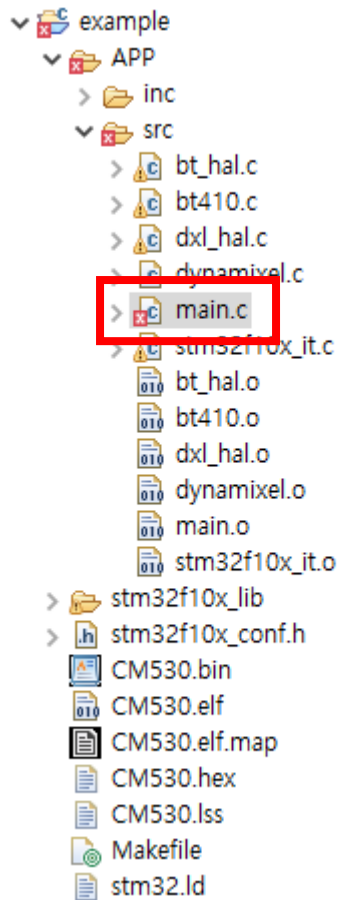 example
APP
inc
src
bt_hal.c
bt410.c
dxl_hal.c
dynamixel.c
main.c
stm32f10x_it.c
bt_hal.o
bt410.o
dxl_hal.o
dynamixel.o
main.o
stm32f10x_it.o
stm32f10x_lib
stm32f10x_conf.h
CM530.bin
CM530.elf
CM530.elf.map
CM530.hex
CM530.lss
Makefile
stm32.ld